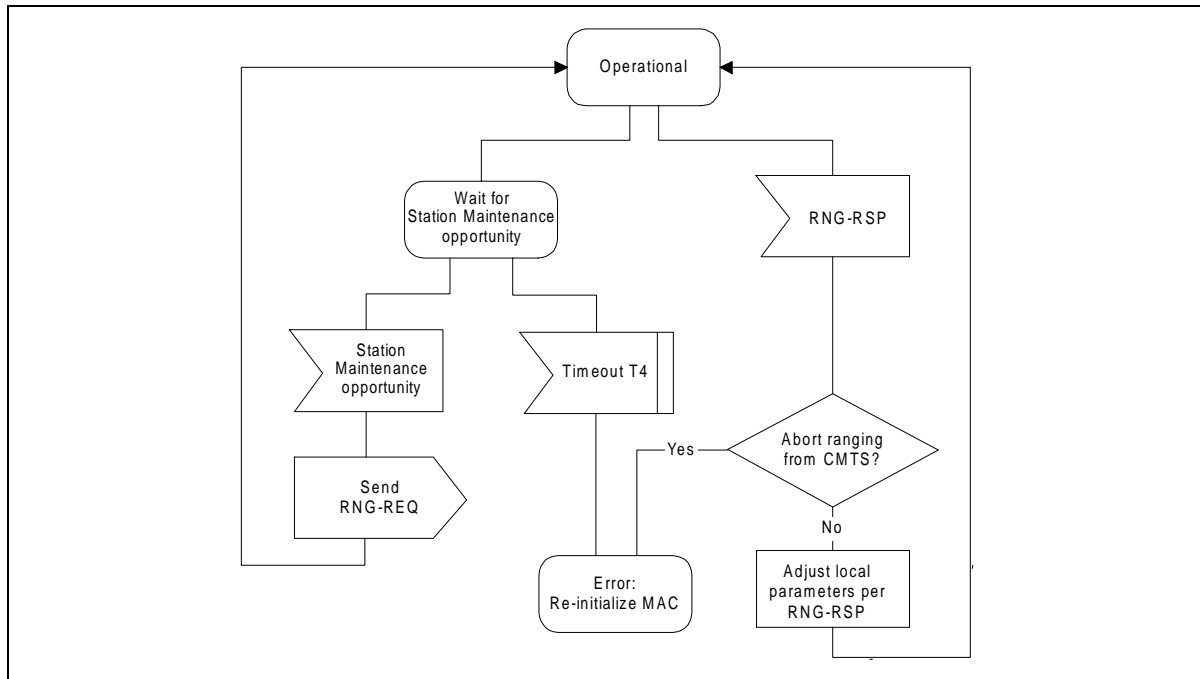 Operational
Wait for
Station Maintenance
opportunity
RNG-RSP
Station
Maintenance
opportunity
Timeout T4
Yes
Abort ranging
from CMTS?
Send
RNG-REQ
No
Error:
Re-initialize MAC
Adjust local
parameters per
RNG-RSP